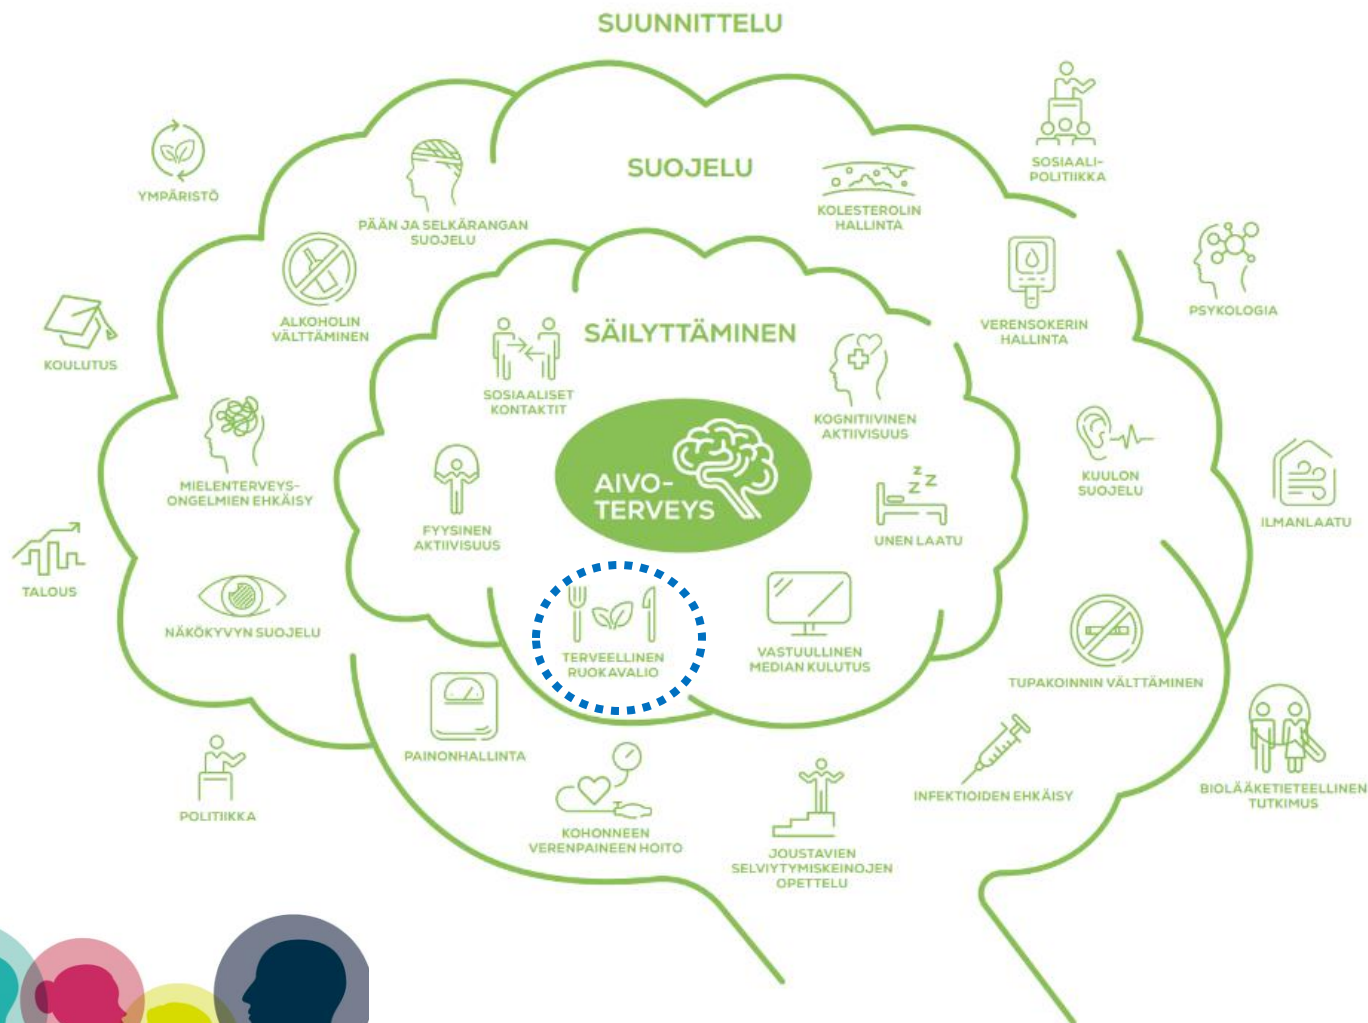 SUUNNITTELU
SOSIAALI-
POLITIIKKA
YMPÄRISTÖ
SUOJELU
PÄÄN JA SELKÄRANGAN
SUOJELU
KOLESTEROLIN
HALLINTA
PSYKOLOGIA
ALKOHOLIN
VÄLTTÄMINEN
VERENSOKERIN
HALLINTA
KOULUTUS
SÄILYTTÄMINEN
SOSIAALISET
KONTAKTIT
KOGNITIIVINEN
AKTIIVISUUS
MIELENTERVEYS-
ONGELMIEN EHKÄISY
AIVO-
TERVEYS
KUULON
SUOJELU
ILMANLAATU
FYYSINEN
AKTIIVISUUS
Z Z
Z Z
UNEN LAATU
TALOUS
NÄKÖKYVYN SUOJELU
TERVEELLINEN
RUOKAVALIO
VASTUULLINEN
MEDIAN KULUTUS
TUPAKOINNIN VÄLTTÄMINEN
PAINONHALLINTA
POLITIIKKA
KOHONNEEN
VERENPAINEEN HOITO
JOUSTAVIEN
SELVIYTYMISKEINOJEN
OPETTELU
INFEKTIOIDEN EHKÄISY
BIOLÄÄKETIETEELLINEN
TUTKIMUS